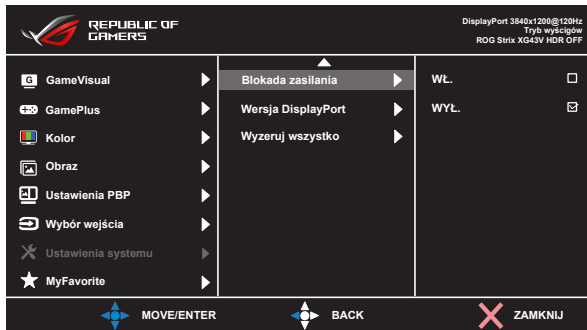 REPUBLIC OF
GAMERS
DisplayPort 3840x1200@120Hz
Tryb wyścigów
ROG Strix XG43V HDR OFF
G GameVisual
GamePlus
Kolor
Obraz
Ustawienia PBP
Wybór wejścia
Ustawienia systemu
MyFavorite
Blokada zasilania
Wersja DisplayPort
Wyzeruj wszystko
WŁ.
WYŁ.
MOVE/ENTER
BACK
ZAMKNIJ